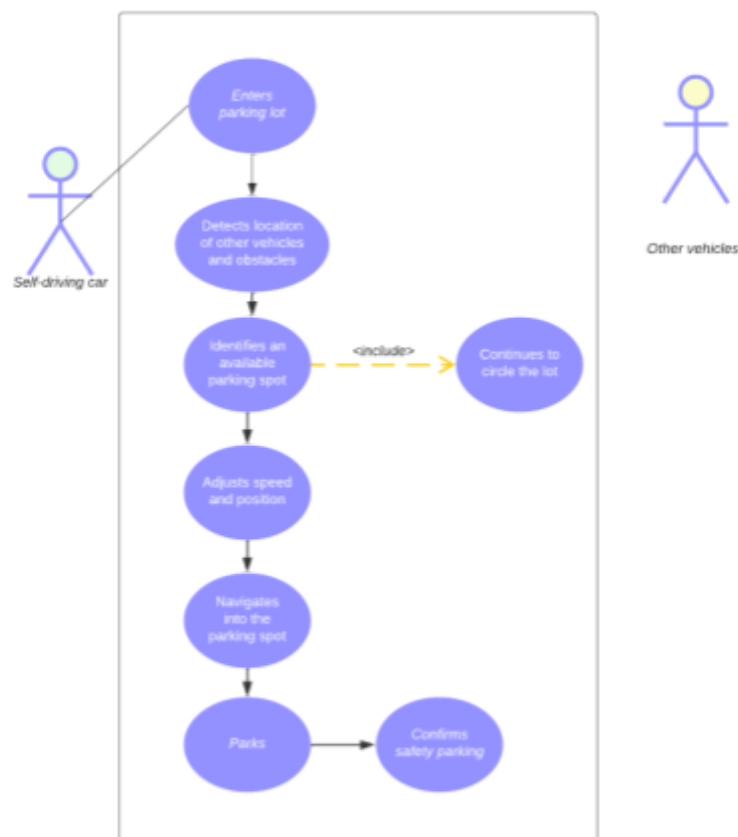 Enters
parking lot
Detects location
of other vehicles
and obstacles
Other vehicles
Self-driving car
Identifies an
available
parking spot
<include>
Continues to
circle the lot
Adjusts speed
and position
Navigates
into the
parking spot
Parks
Confirms
safety parking